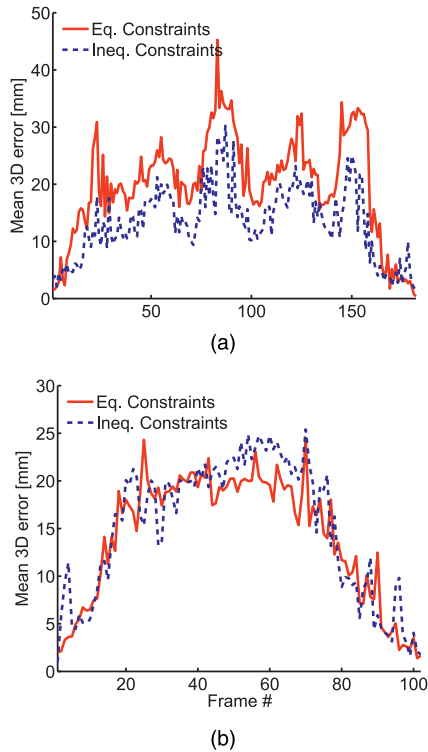 50
Eq. Constraints
Ineq. Constraints
40
30
20
10
0
Mean 3D error [mm]
50
100
150
(a)
30
Eq. Constraints
Ineq. Constraints
25
20
15
10
5
0
Mean 3D error [mm]
20
40
60
80
100
Frame #
(b)